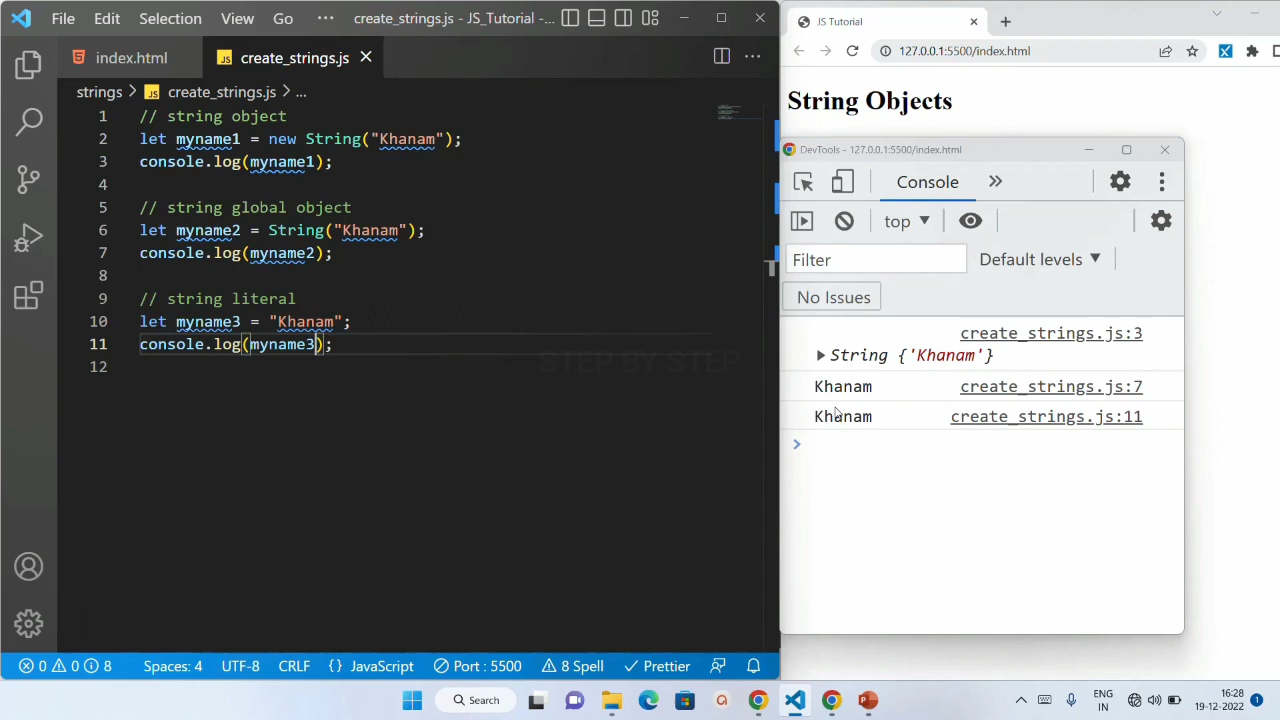 File Edit Selection View Go ··· create_strings.js - JS_Tutorial - ...
index.html create_strings.js
strings > create_strings.js > ...
1 // string object
2 let myname1 = new String("Khanam");
3 console.log(myname1);
4
5 // string global object
6 let myname2 = String("Khanam");
7 console.log(myname2);
8
9 // string literal
10 let myname3 = "Khanam";
11 console.log(myname3);
12
STEP BY STEP
0 0 8 Spaces: 4 UTF-8 CRLF {} JavaScript Port : 5500 8 Spell Prettier
JS Tutorial
127.0.0.1:5500/index.html
String Objects
DevTools - 127.0.0.1:5500/index.html
Console
top
Filter Default levels
No Issues
create_strings.js:3
String {'Khanam'}
Khanam create_strings.js:7
Khanam create_strings.js:11
Search
ENG
IN
16:28
19-12-2022
1